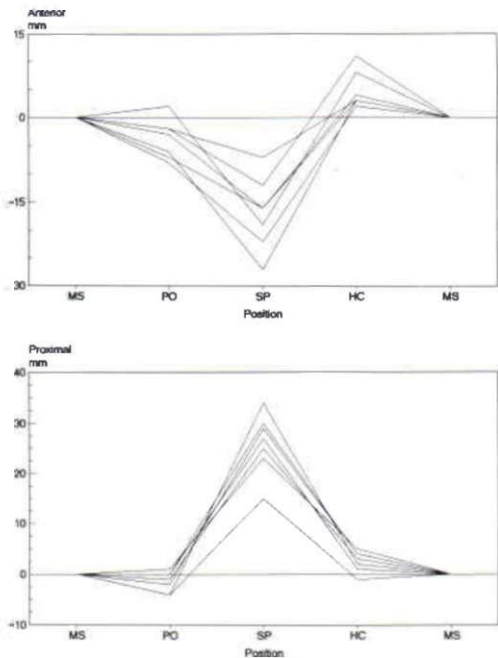 Anterior
mm
15
0
-15
30
MS PO SP HC MS
Position
Proximal
mm
40
30
20
10
0
-10
MS PO SP HC MS
Position